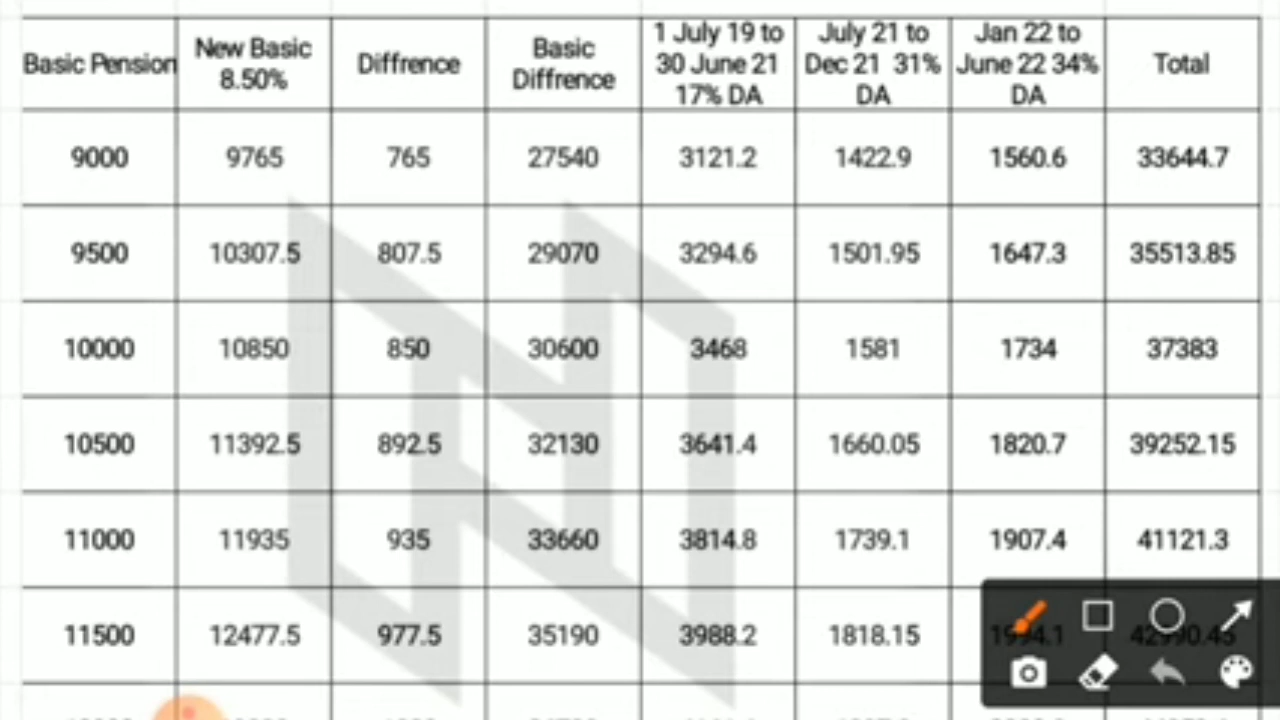 Basic Pension New Basic 8.50% Diffrence Basic Diffrence 1 July 19 to 30 June 21 17% DA July 21 to Dec 21 31% DA Jan 22 to June 22 34% DA Total
9000 9765 765 27540 3121.2 1422.9 1560.6 33644.7
9500 10307.5 807.5 29070 3294.6 1501.95 1647.3 35513.85
10000 10850 850 30600 3468 1581 1734 37383
10500 11392.5 892.5 32130 3641.4 1660.05 1820.7 39252.15
11000 11935 935 33660 3814.8 1739.1 1907.4 41121.3
11500 12477.5 977.5 35190 3988.2 1818.15 1994.1 42990.45